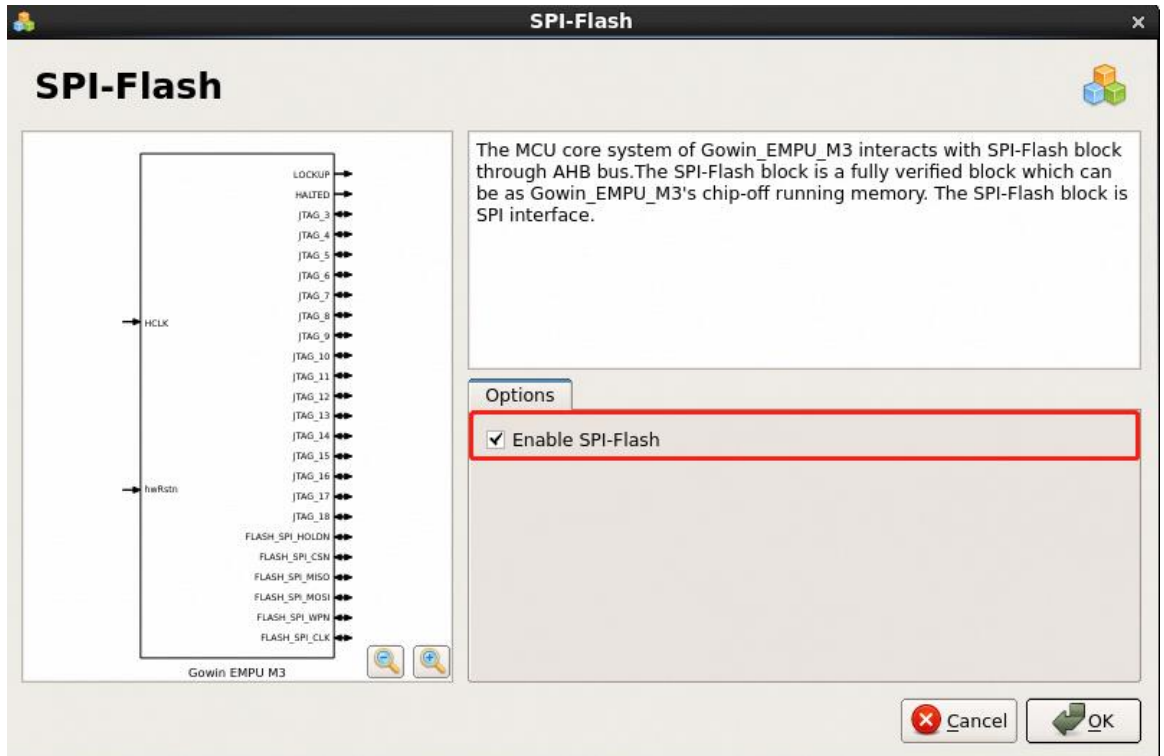 SPI-Flash
SPI-Flash
LOCKUP
HALTED
JTAG_3
JTAG_4
JTAG_5
JTAG_6
JTAG_7
JTAG_8
JTAG_9
JTAG_10
JTAG_11
JTAG_12
JTAG_13
JTAG_14
JTAG_15
JTAG_16
JTAG_17
JTAG_18
FLASH_SPI_HOLDN
FLASH_SPI_CSN
FLASH_SPI_MISO
FLASH_SPI_MOSI
FLASH_SPI_WPN
FLASH_SPI_CLK
HCLK
hwRstn
Gowin EMPU M3
The MCU core system of Gowin_EMPU_M3 interacts with SPI-Flash block
through AHB bus.The SPI-Flash block is a fully verified block which can
be as Gowin_EMPU_M3's chip-off running memory. The SPI-Flash block is
SPI interface.
Options
Enable SPI-Flash
Cancel
OK